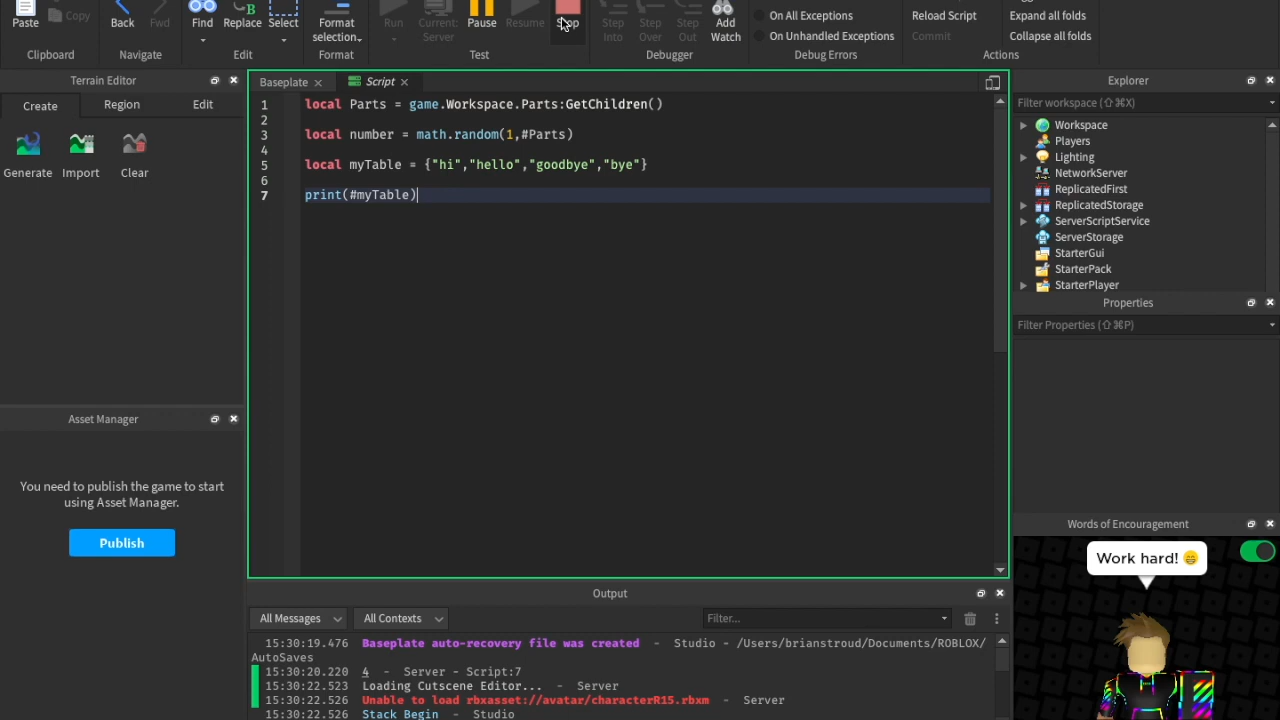 Paste
Copy
Back
Fwd
Find
Replace
Select
Format
selection
Run
Current:
Server
Pause
Resume
Stop
Step
Into
Step
Over
Step
Out
Add
Watch
On All Exceptions
On Unhandled Exceptions
Reload Script
Commit
Expand all folds
Collapse all folds
Clipboard
Navigate
Edit
Format
Test
Debugger
Debug Errors
Actions
Terrain Editor
Create
Region
Edit
Generate
Import
Clear
Asset Manager
You need to publish the game to start
using Asset Manager.
Publish
Baseplate
Script
1 local Parts = game.Workspace.Parts:GetChildren()
2
3 local number = math.random(1,#Parts)
4
5 local myTable = {"hi","hello","goodbye","bye"}
6
7 print(#myTable)
Output
All Messages
All Contexts
Filter...
15:30:19.476 Baseplate auto-recovery file was created - Studio - /Users/brianstroud/Documents/ROBLOX/
AutoSaves
15:30:20.220 4 - Server - Script:7
15:30:22.523 Loading Cutscene Editor... - Server
15:30:22.526 Unable to load rbxasset://avatar/characterR15.rbxm - Server
15:30:22.526 Stack Begin - Studio
Explorer
Filter workspace (⇧⌘X)
Workspace
Players
Lighting
NetworkServer
ReplicatedFirst
ReplicatedStorage
ServerScriptService
ServerStorage
StarterGui
StarterPack
StarterPlayer
Properties
Filter Properties (⇧⌘P)
Words of Encouragement
Work hard! 😁